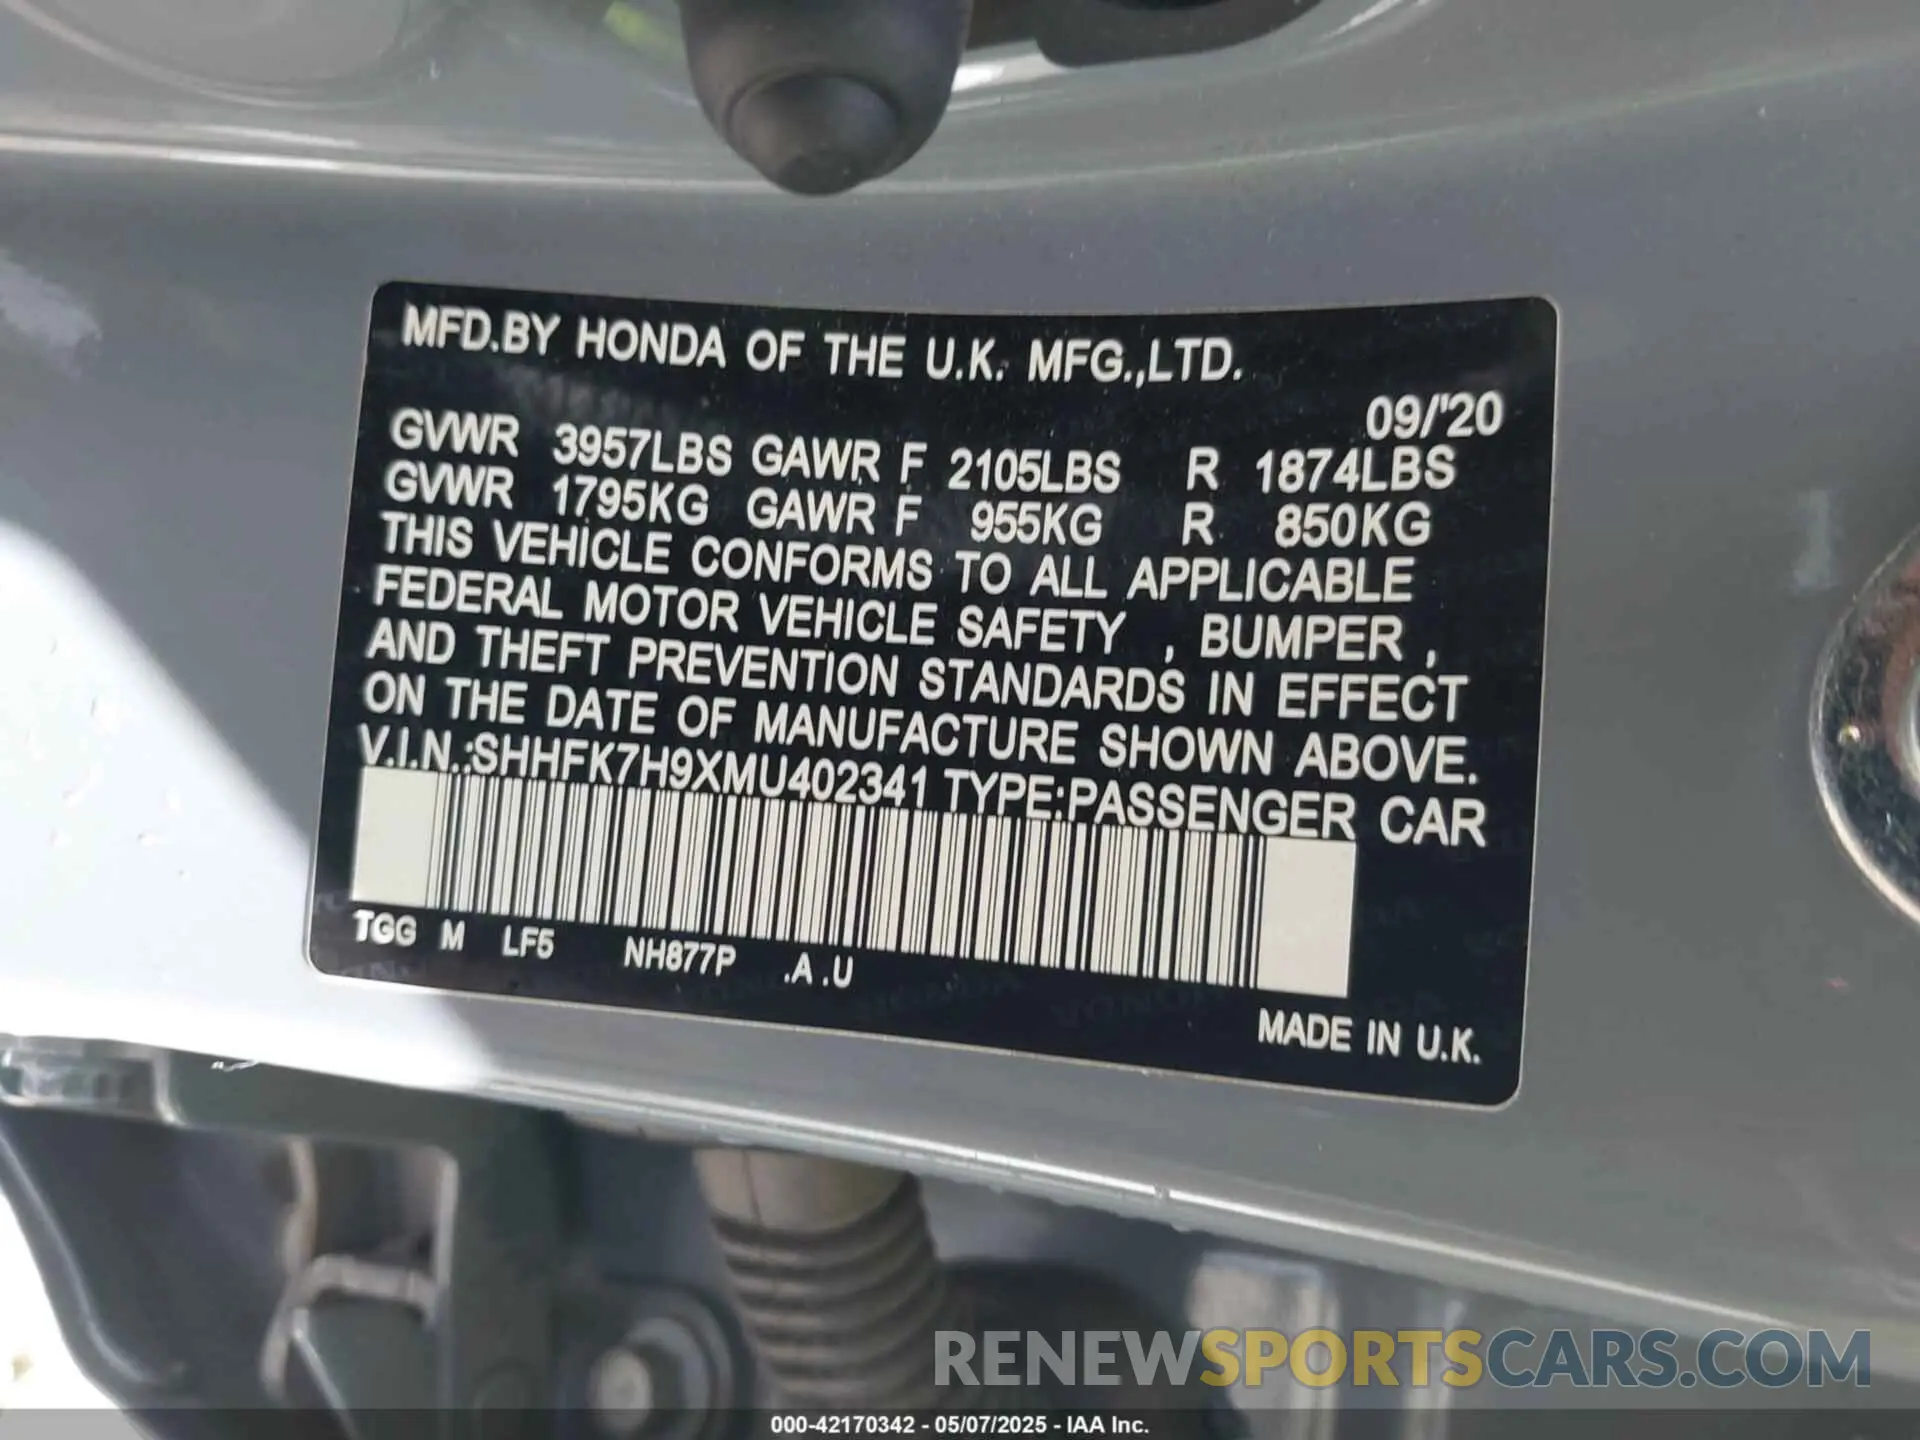 MFD.BY HONDA OF THE U.K. MFG.,LTD.
09/'20
GVWR 3957LBS GAWR F 2105LBS R 1874LBS
GVWR 1795KG GAWR F 955KG R 850KG
THIS VEHICLE CONFORMS TO ALL APPLICABLE
FEDERAL MOTOR VEHICLE SAFETY , BUMPER ,
AND THEFT PREVENTION STANDARDS IN EFFECT
ON THE DATE OF MANUFACTURE SHOWN ABOVE.
V.I.N.:SHHFK7H9XMU402341 TYPE:PASSENGER CAR
TGG M LF5 NH877P .A .U
MADE IN U.K.
RENEWSPORTSCARS.COM
000-42170342 - 05/07/2025 - IAA Inc.